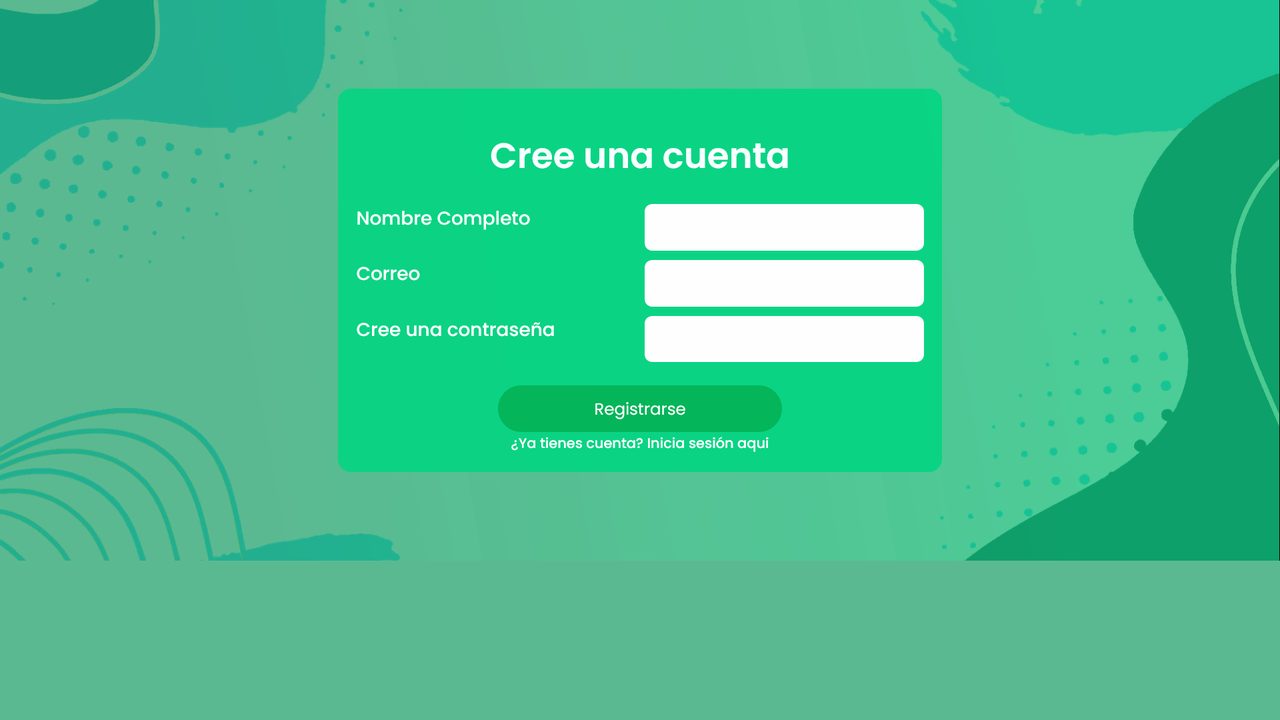 Cree una cuenta
Nombre Completo
Correo
Cree una contraseña
Registrarse
¿Ya tienes cuenta? Inicia sesión aqui